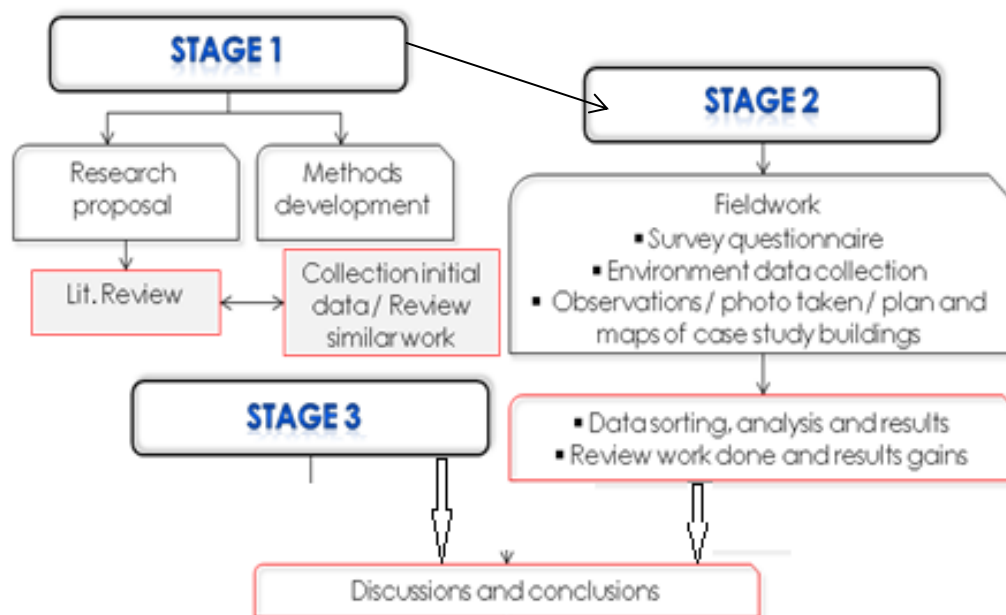 STAGE 1
Research
proposal
Methods
development
Lit. Review
Collection initial
data / Review
similar work
STAGE 2
Fieldwork
▪ Survey questionnaire
▪ Environment data collection
▪ Observations / photo taken / plan and
maps of case study buildings
▪ Data sorting, analysis and results
▪ Review work done and results gains
STAGE 3
Discussions and conclusions